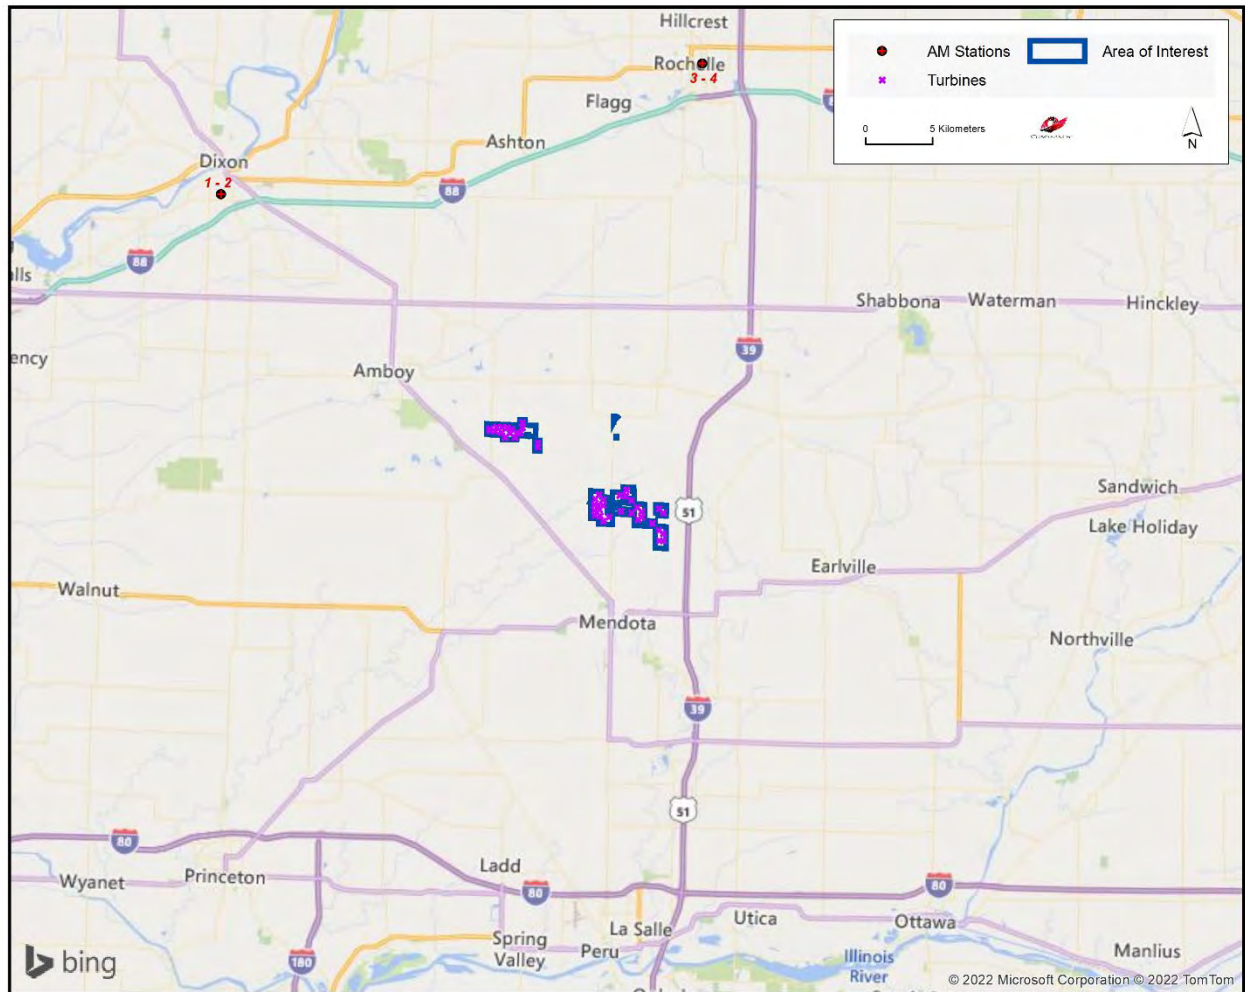 Hillcrest
AM Stations
Area of Interest
Rochelle
3 - 4
Turbines
Flagg
0
5 Kilometers
N
Ashton
Dixon
1 - 2
88
88
lls
Shabbona
Waterman
Hinckley
39
ency
Amboy
Sandwich
51
Lake Holiday
Earlville
Walnut
Mendota
Northville
39
51
80
Ladd
Princeton
Wyanet
80
80
Utica
Ottawa
La Salle
Spring
Valley
Peru
Manlius
Illinois
River
180
bing
© 2022 Microsoft Corporation © 2022 TomTom